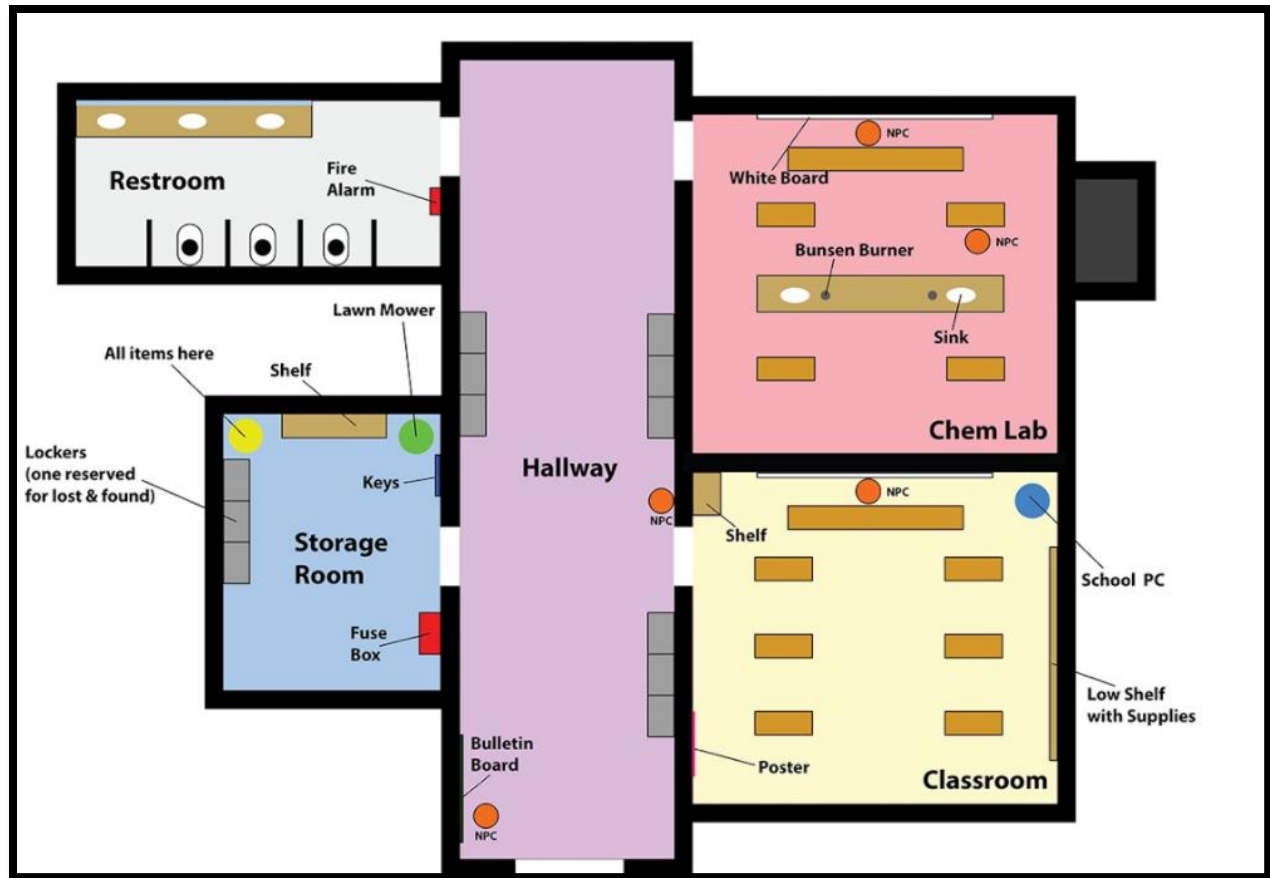 NPC
White Board
Restroom
Fire
Alarm
NPC
Bunsen Burner
Lawn Mower
Sink
All items here
Shelf
Chem Lab
Lockers
(one reserved
for lost & found)
Keys
Hallway
NPC
NPC
Shelf
Storage
Room
School PC
Fuse
Box
Low Shelf
with Supplies
Bulletin
Board
Poster
Classroom
NPC